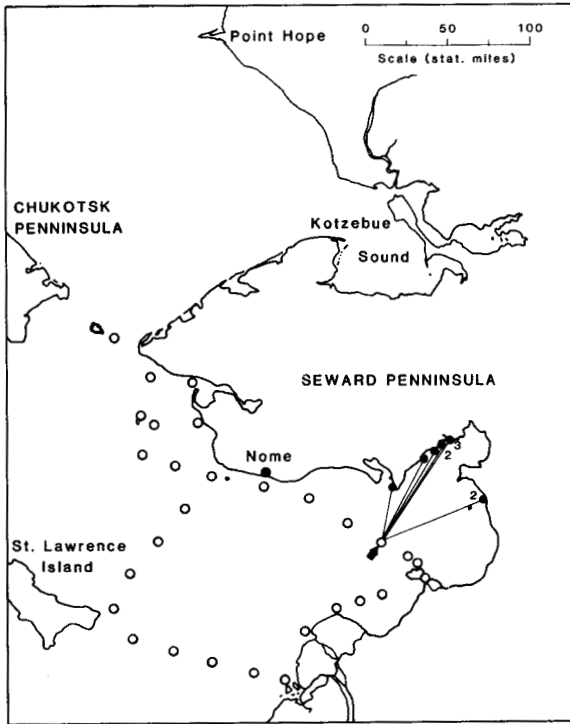 Point Hope
0 50 100
Scale (stat. miles)
CHUKOTSK
PENNINSULA
Kotzebue
Sound
SEWARD PENNINSULA
Nome
3
2
2
St. Lawrence
Island